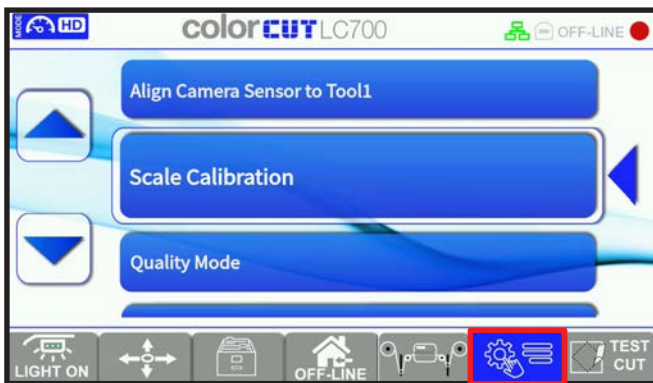 MODE HD colorCUT LC700 OFF-LINE
Align Camera Sensor to Tool1
Scale Calibration
Quality Mode
LIGHT ON
OFF-LINE
TEST
CUT